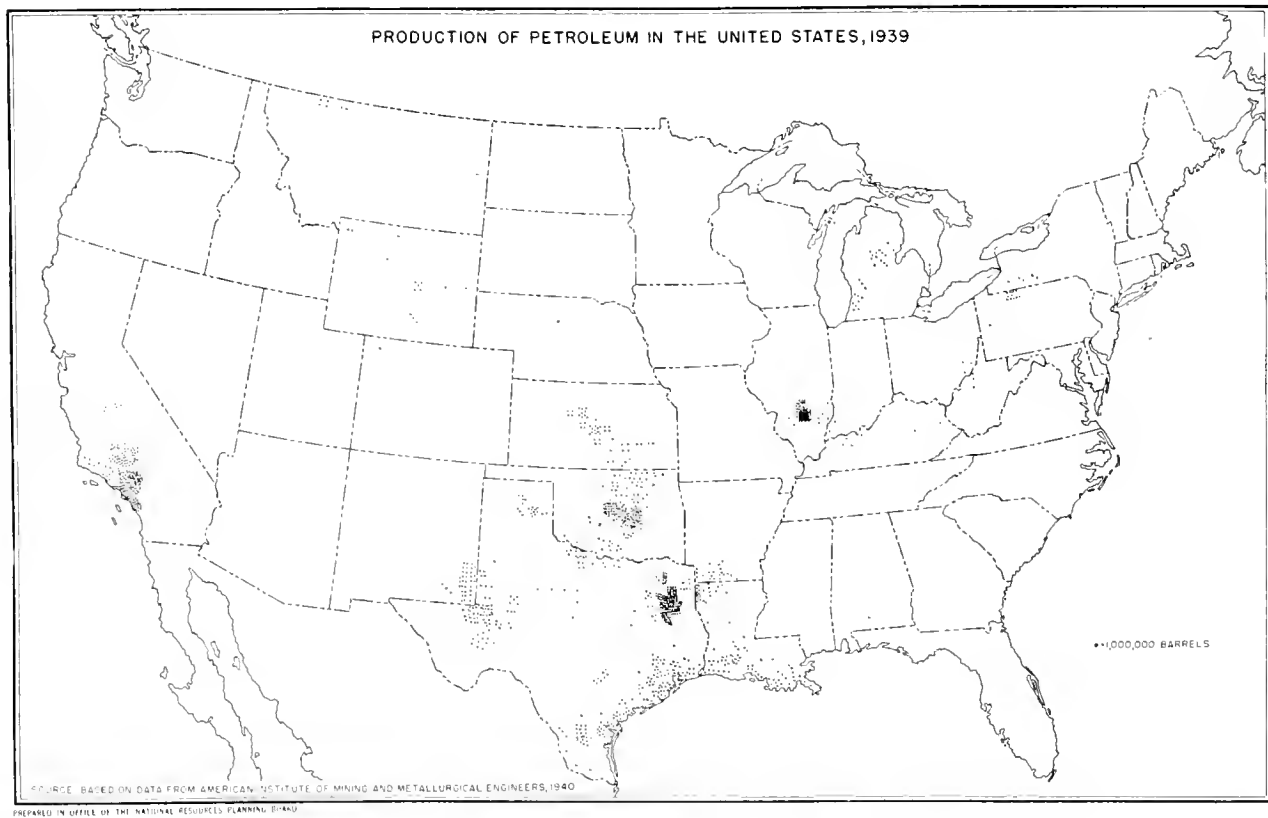 PRODUCTION OF PETROLEUM IN THE UNITED STATES, 1939
•=1,000,000 BARRELS
SOURCE: BASED ON DATA FROM AMERICAN INSTITUTE OF MINING AND METALLURGICAL ENGINEERS, 1940
PREPARED IN OFFICE OF THE NATIONAL RESOURCES PLANNING BOARD